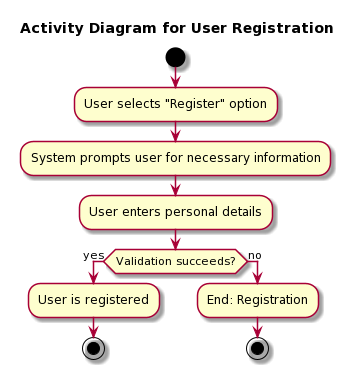 Activity Diagram for User Registration
User selects "Register" option
System prompts user for necessary information
User enters personal details
Validation succeeds?
yes
no
User is registered
End: Registration